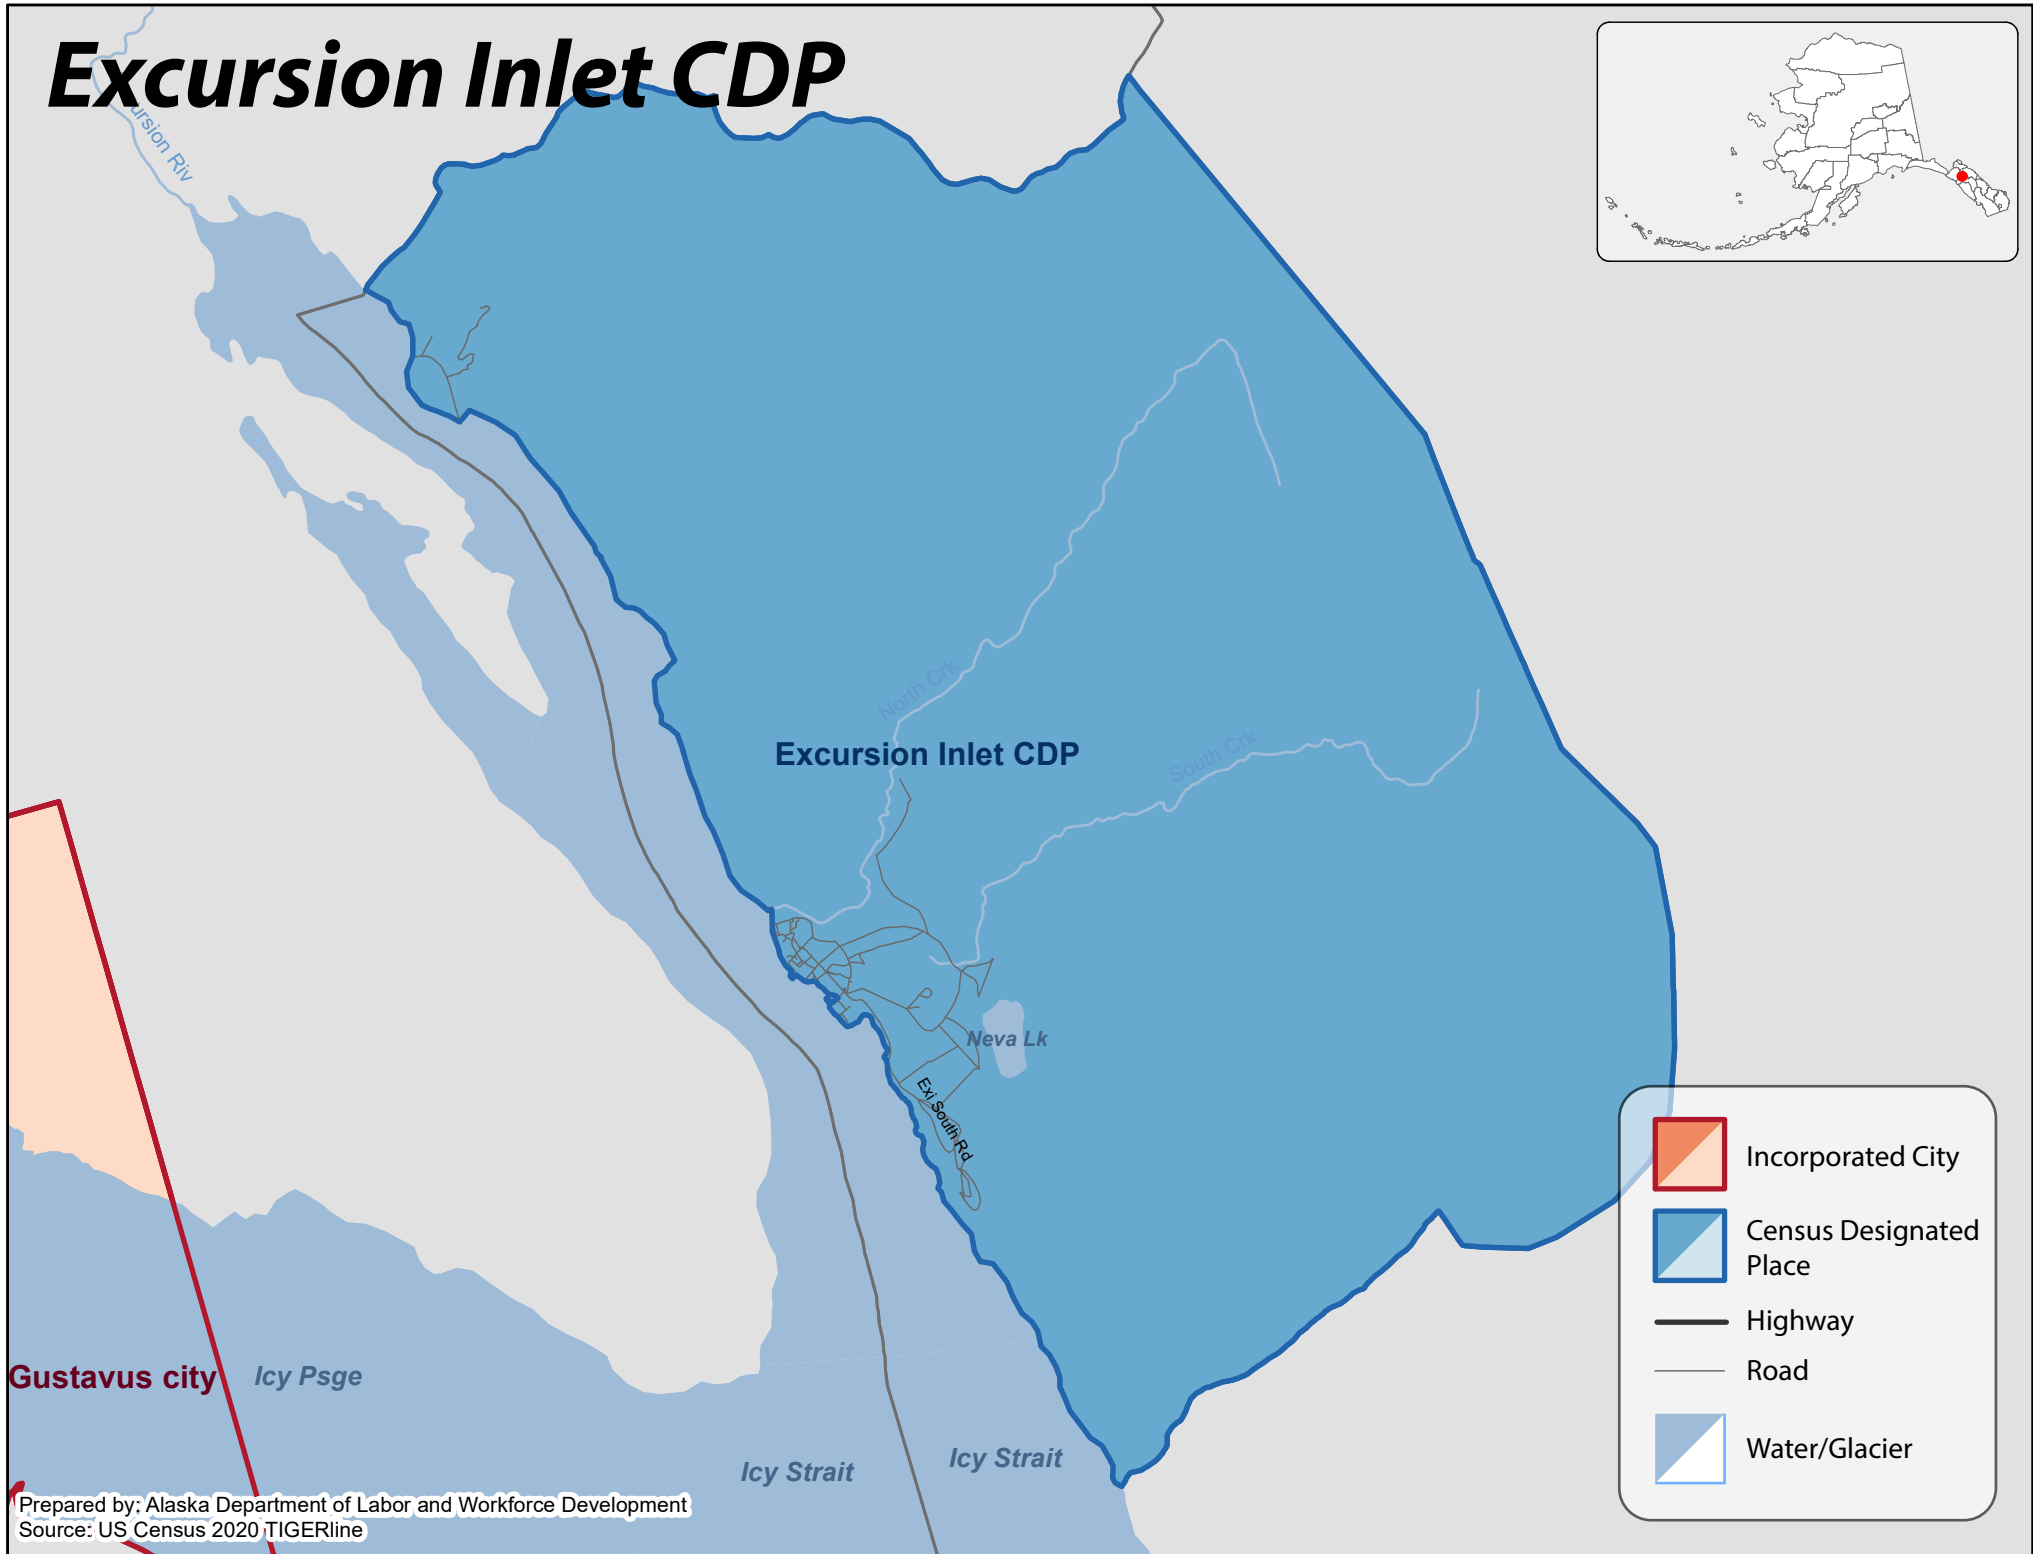 Excursion Inlet CDP
ursion Riv
North Crk
Excursion Inlet CDP
South Crk
Neva Lk
Exi South Rd
Gustavus city
Icy Psge
Icy Strait
Icy Strait
Incorporated City
Census Designated
Place
Highway
Road
Water/Glacier
Prepared by: Alaska Department of Labor and Workforce Development
Source: US Census 2020 TIGERline